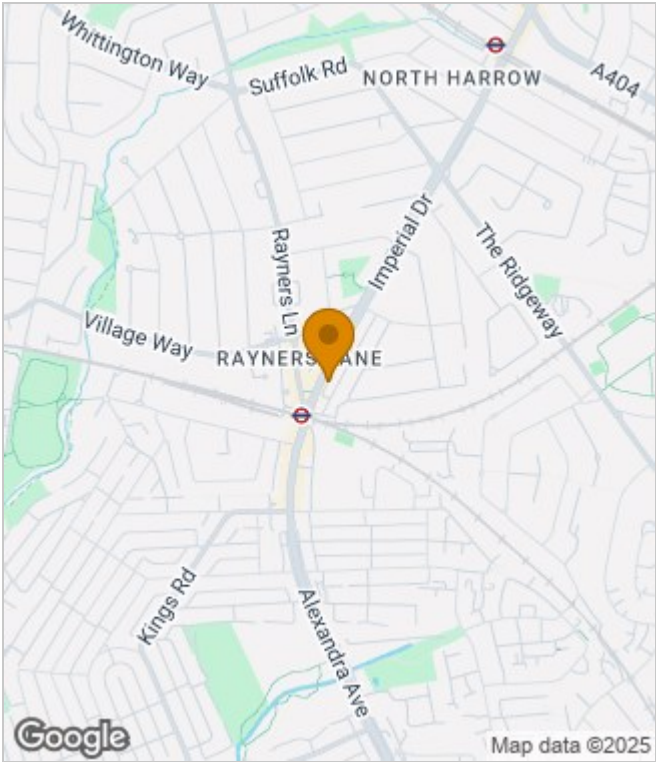 Whittington Way
Suffolk Rd
NORTH HARROW
A404
Imperial Dr
Rayners Ln
The Ridgeway
Village Way
RAYNERS LANE
Kings Rd
Alexandra Ave
Google
Map data ©2025